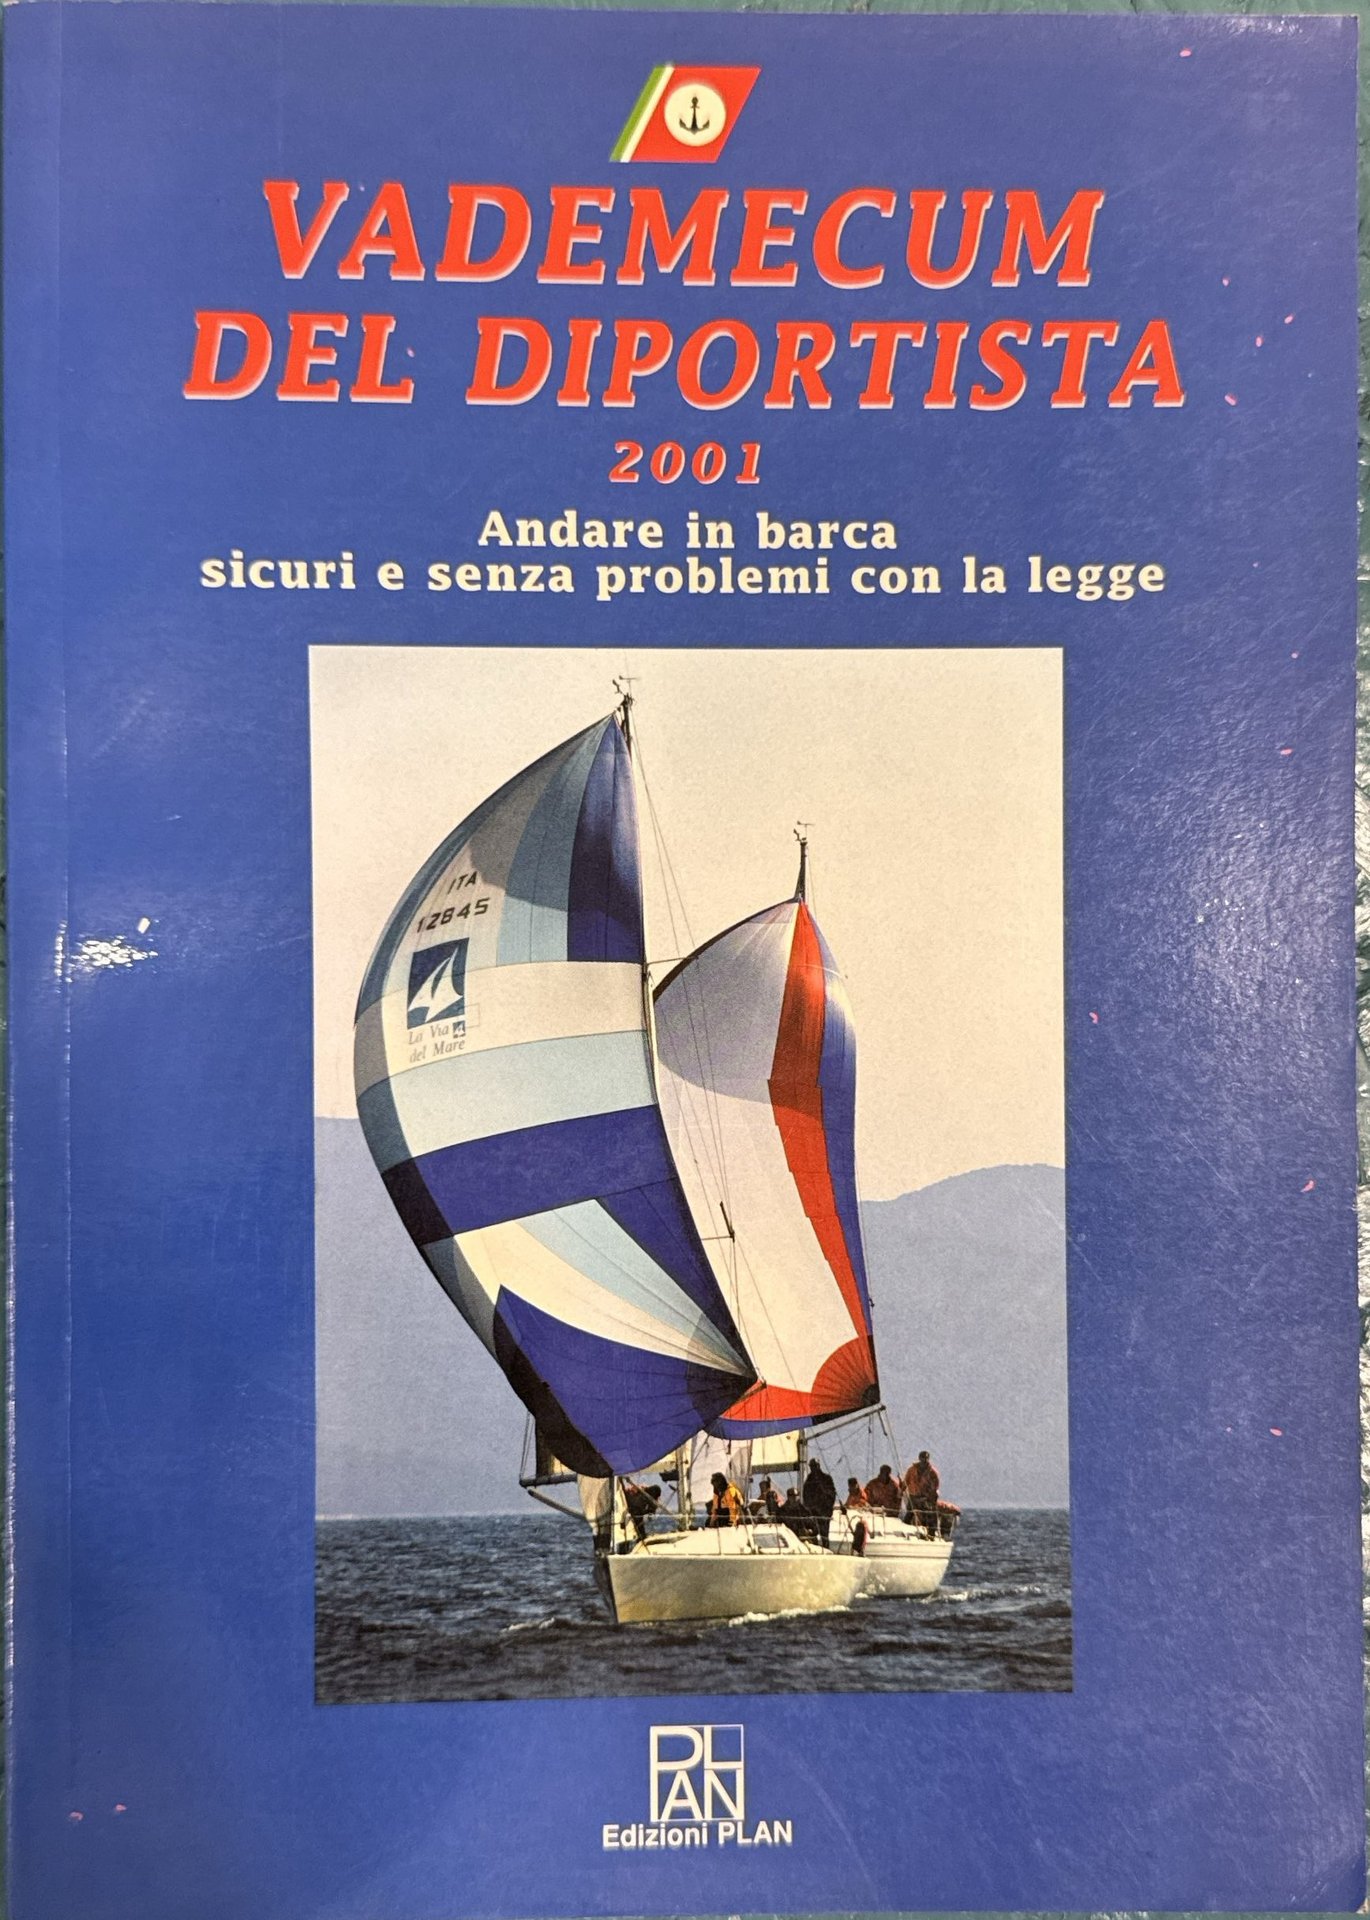 VADEMECUM
DEL DIPORTISTA
2001
Andare in barca
sicuri e senza problemi con la legge
ITA
12845
La Via 4
del Mare
PL
AN
Edizioni PLAN